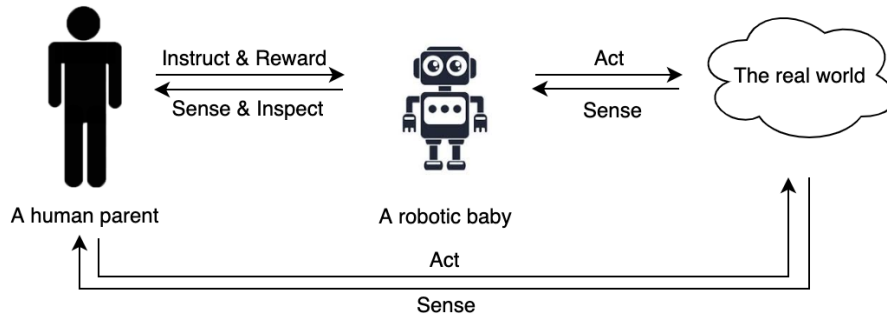 Instruct & Reward
Sense & Inspect
Act
Sense
The real world
A human parent
A robotic baby
Act
Sense